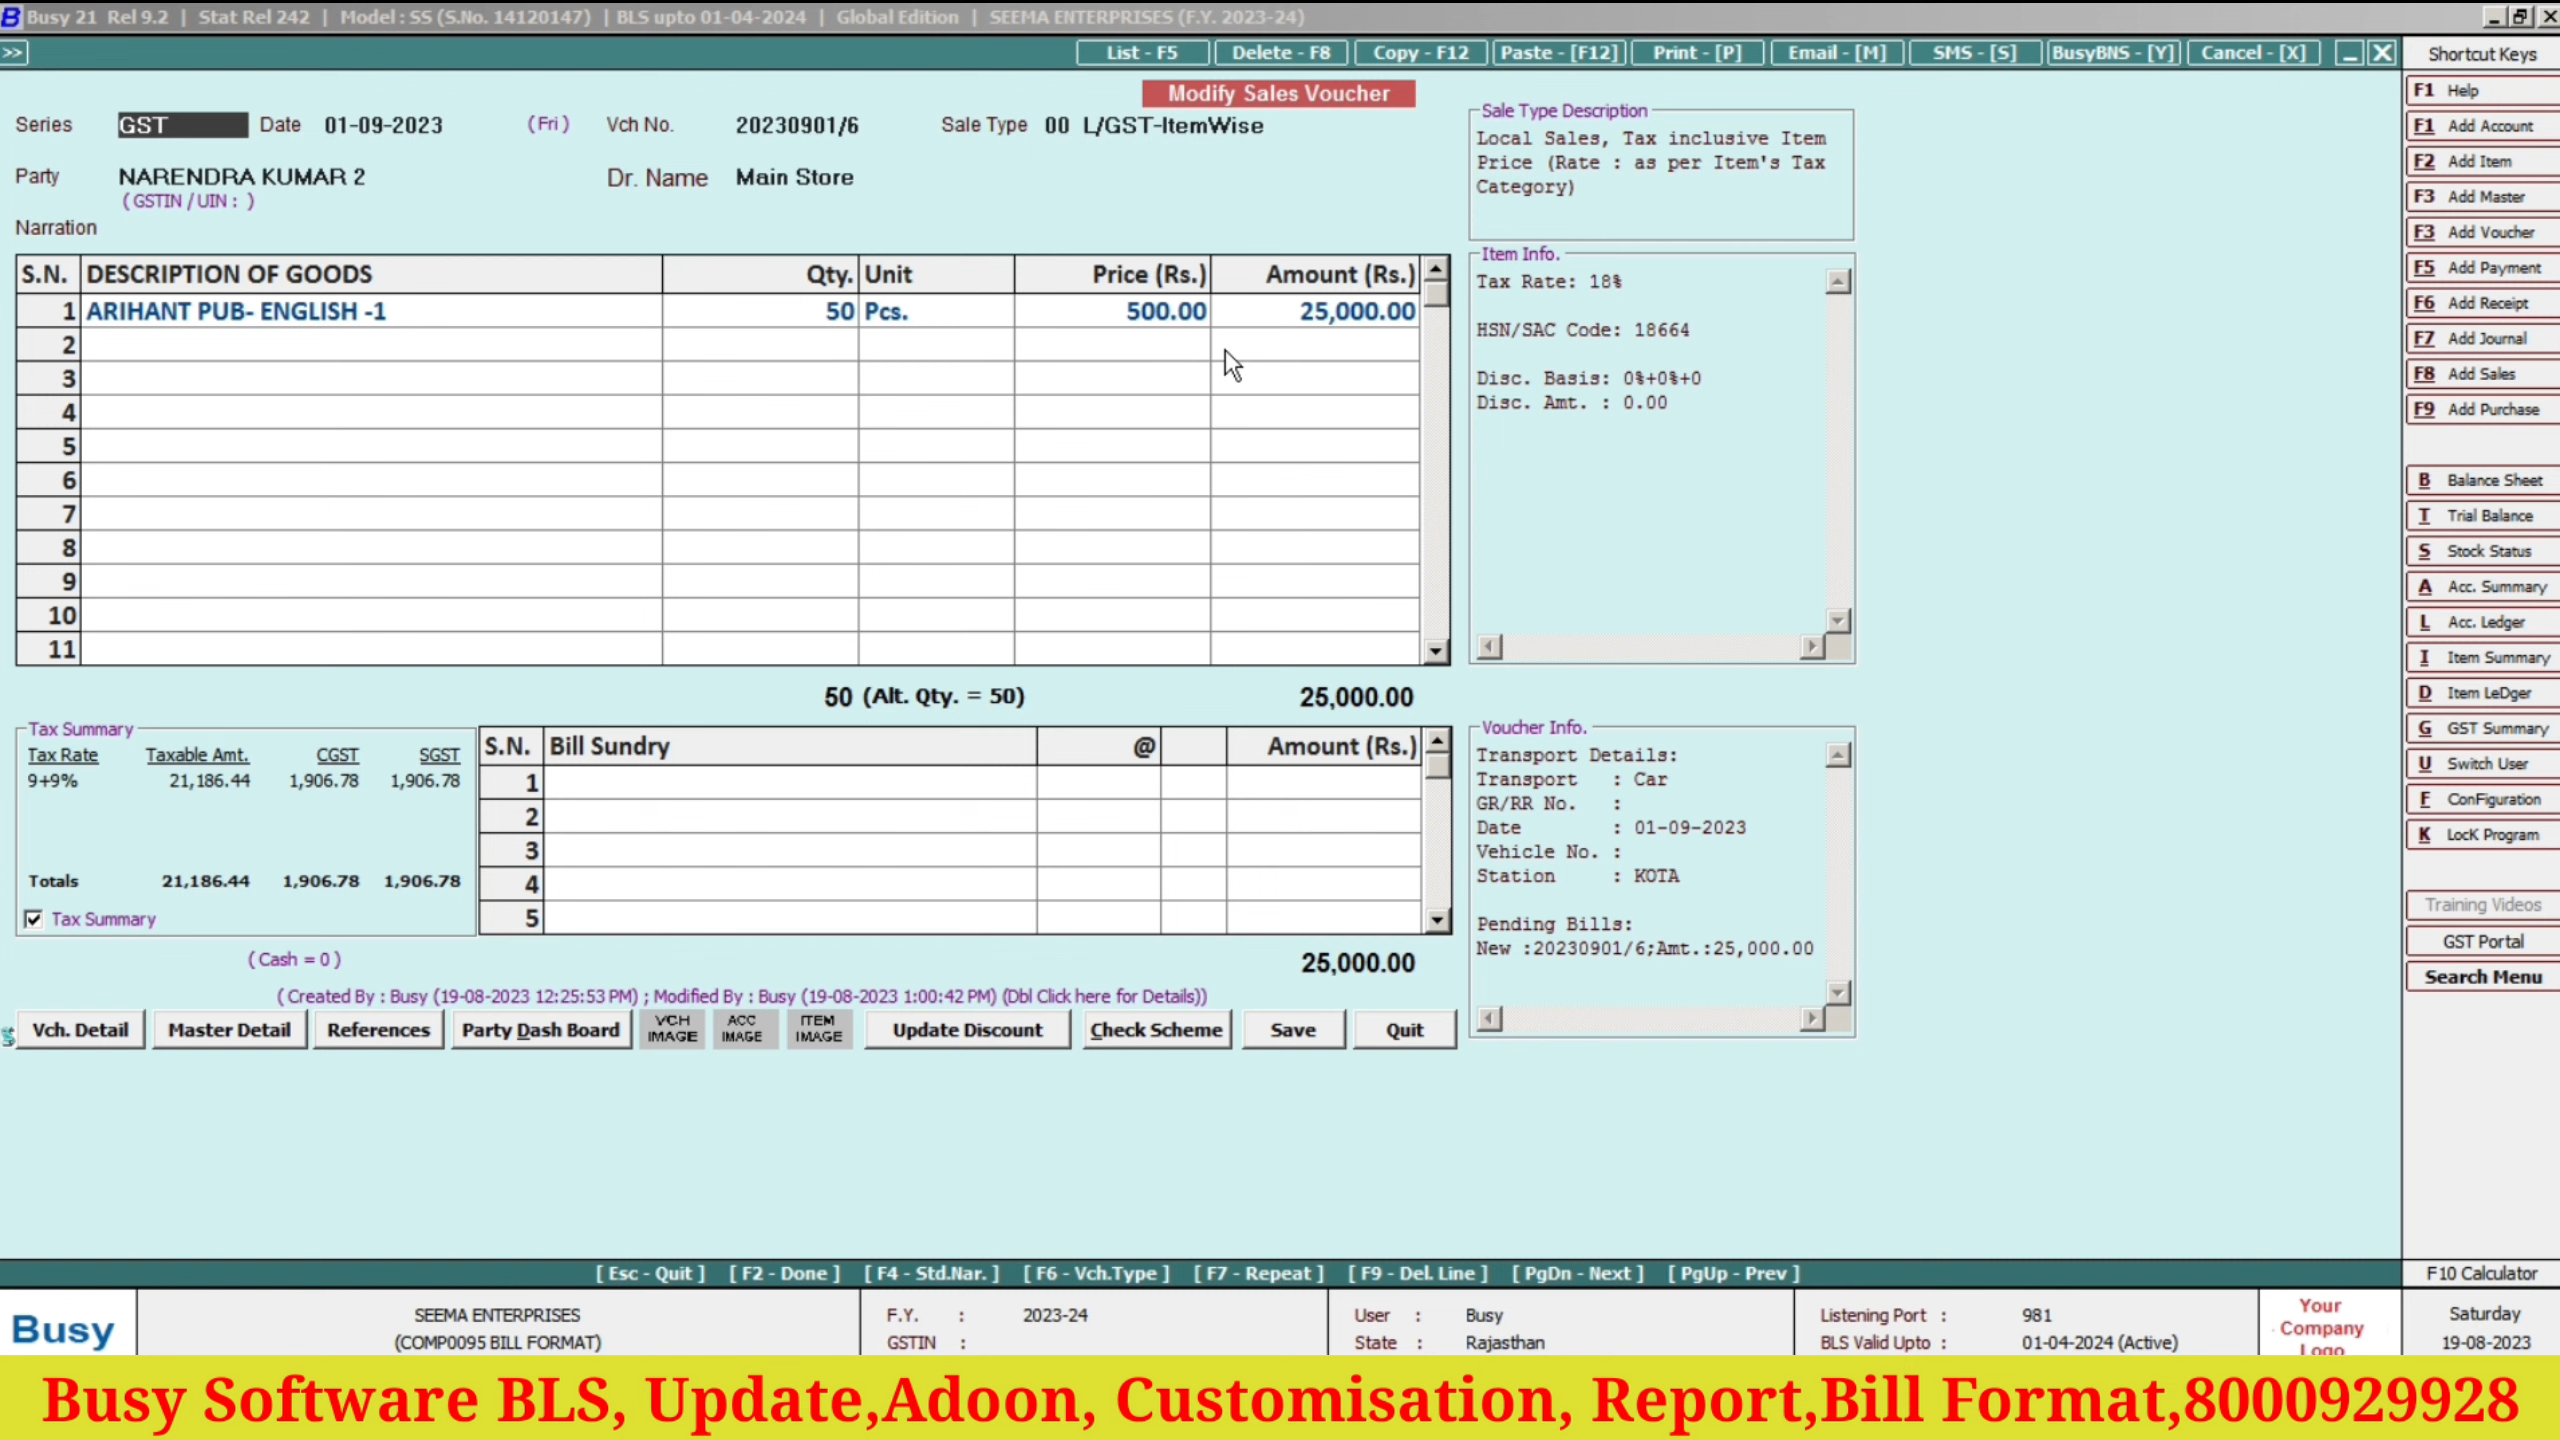 Busy 21 Rel 9.2 | Stat Rel 242 | Model : SS (S.No. 14120147) | BLS upto 01-04-2024 | Global Edition | SEEMA ENTERPRISES (F.Y. 2023-24)
>> List - F5 Delete - F8 Copy - F12 Paste - [F12] Print - [P] Email - [M] SMS - [S] BusyBNS - [Y] Cancel - [X]
Modify Sales Voucher
Series GST Date 01-09-2023 (Fri) Vch No. 20230901/6 Sale Type 00 L/GST-ItemWise
Party NARENDRA KUMAR 2 Dr. Name Main Store
(GSTIN / UIN : )
Narration
Sale Type Description
Local Sales, Tax inclusive Item
Price (Rate : as per Item's Tax
Category)
S.N. DESCRIPTION OF GOODS Qty. Unit Price (Rs.) Amount (Rs.)
1 ARIHANT PUB- ENGLISH -1 50 Pcs. 500.00 25,000.00
2
3
4
5
6
7
8
9
10
11
50 (Alt. Qty. = 50) 25,000.00
Item Info.
Tax Rate: 18%
HSN/SAC Code: 18664
Disc. Basis: 0%+0%+0
Disc. Amt. : 0.00
Tax Summary
Tax Rate Taxable Amt. CGST SGST
9+9% 21,186.44 1,906.78 1,906.78
Totals 21,186.44 1,906.78 1,906.78
Tax Summary
S.N. Bill Sundry @ Amount (Rs.)
1
2
3
4
5
(Cash = 0) 25,000.00
Voucher Info.
Transport Details:
Transport : Car
GR/RR No. :
Date : 01-09-2023
Vehicle No. :
Station : KOTA
Pending Bills:
New :20230901/6;Amt.:25,000.00
(Created By : Busy (19-08-2023 12:25:53 PM) ; Modified By : Busy (19-08-2023 1:00:42 PM) (Dbl Click here for Details))
Vch. Detail Master Detail References Party Dash Board VCH IMAGE ACC IMAGE ITEM IMAGE Update Discount Check Scheme Save Quit
Shortcut Keys
F1 Help
F1 Add Account
F2 Add Item
F3 Add Master
F3 Add Voucher
F5 Add Payment
F6 Add Receipt
F7 Add Journal
F8 Add Sales
F9 Add Purchase
B Balance Sheet
T Trial Balance
S Stock Status
A Acc. Summary
L Acc. Ledger
I Item Summary
D Item LeDger
G GST Summary
U Switch User
F ConFiguration
K LocK Program
Training Videos
GST Portal
Search Menu
[ Esc - Quit ] [ F2 - Done ] [ F4 - Std.Nar. ] [ F6 - Vch.Type ] [ F7 - Repeat ] [ F9 - Del. Line ] [ PgDn - Next ] [ PgUp - Prev ]
F10 Calculator
Busy
SEEMA ENTERPRISES
(COMP0095 BILL FORMAT)
F.Y. : 2023-24
GSTIN :
User : Busy
State : Rajasthan
Listening Port : 981
BLS Valid Upto : 01-04-2024 (Active)
Your
Company
Logo
Saturday
19-08-2023
Busy Software BLS, Update,Adoon, Customisation, Report,Bill Format,8000929928